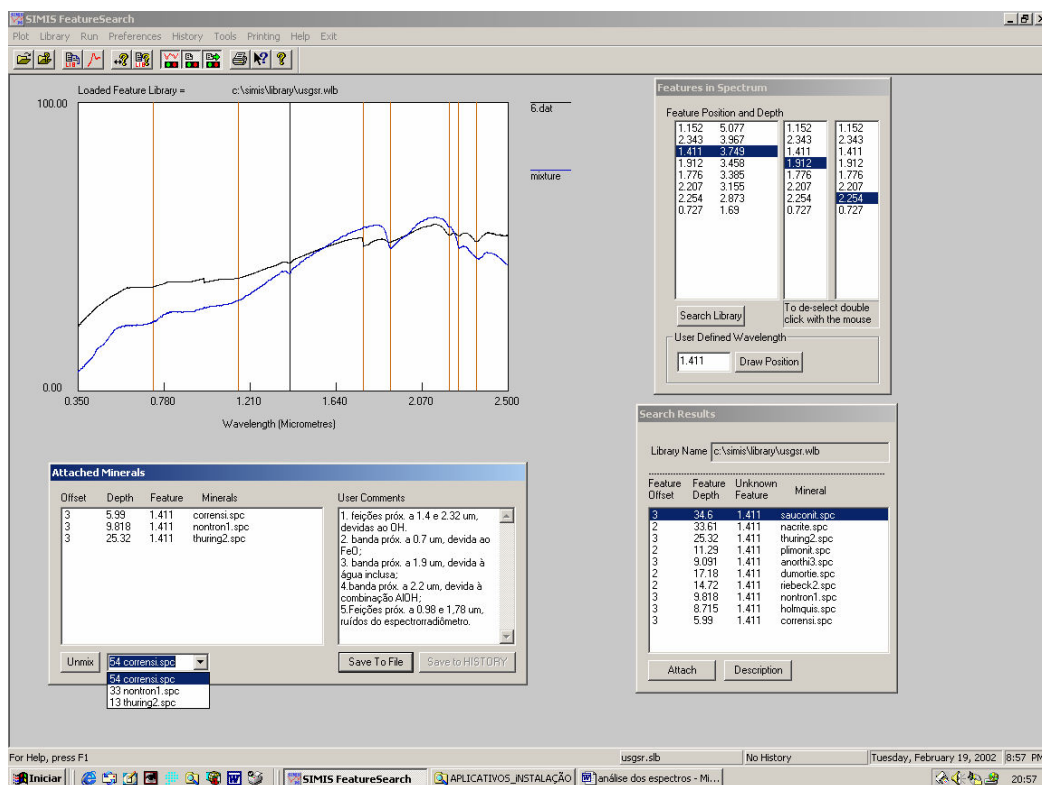 SIMIS FeatureSearch
Plot Library Run Preferences History Tools Printing Help Exit
Loaded Feature Library = c:\simis\library\usgsr.wlb
100.00
0.00
0.350 0.780 1.210 1.640 2.070 2.500
Wavelength (Micrometres)
6.dat
mixture
Features in Spectrum
Feature Position and Depth
1.152 5.077 1.152 1.152
2.343 3.967 2.343 2.343
1.411 3.749 1.411 1.411
1.912 3.458 1.912 1.912
1.776 3.385 1.776 1.776
2.207 3.155 2.207 2.207
2.254 2.873 2.254 2.254
0.727 1.69 0.727 0.727
Search Library
To de-select double
click with the mouse
User Defined Wavelength
1.411 Draw Position
Search Results
Library Name c:\simis\library\usgsr.wlb
Feature Feature Unknown Mineral
Offset Depth Feature
3 34.6 1.411 sauconit.spc
2 33.61 1.411 nacrite.spc
3 25.32 1.411 thuring2.spc
2 11.29 1.411 plimonit.spc
3 9.091 1.411 anorthi3.spc
2 17.18 1.411 dumortie.spc
2 14.72 1.411 riebeck2.spc
3 9.818 1.411 nontron1.spc
3 8.715 1.411 holmquis.spc
3 5.99 1.411 corrensi.spc
Attach Description
Attached Minerals
Offset Depth Feature Minerals
3 5.99 1.411 corrensi.spc
3 9.818 1.411 nontron1.spc
3 25.32 1.411 thuring2.spc
User Comments
1. feições próx. a 1.4 e 2.32 um,
devidas ao OH.
2. banda próx. a 0.7 um, devida ao
FeO;
3. banda próx. a 1.9 um, devida à
água inclusa;
4.banda próx. a 2.2 um, devida à
combinação AlOH;
5.Feições próx. a 0.98 e 1,78 um,
ruídos do espectrorradiômetro.
Unmix 54 corrensi.spc
54 corrensi.spc
33 nontron1.spc
13 thuring2.spc
Save To File Save to HISTORY
For Help, press F1 usgsr.slb No History Tuesday, February 19, 2002 8:57 PM
Iniciar SIMIS FeatureSearch APLICATIVOS_INSTALAÇÃO análise dos espectros - Mi... 20:57